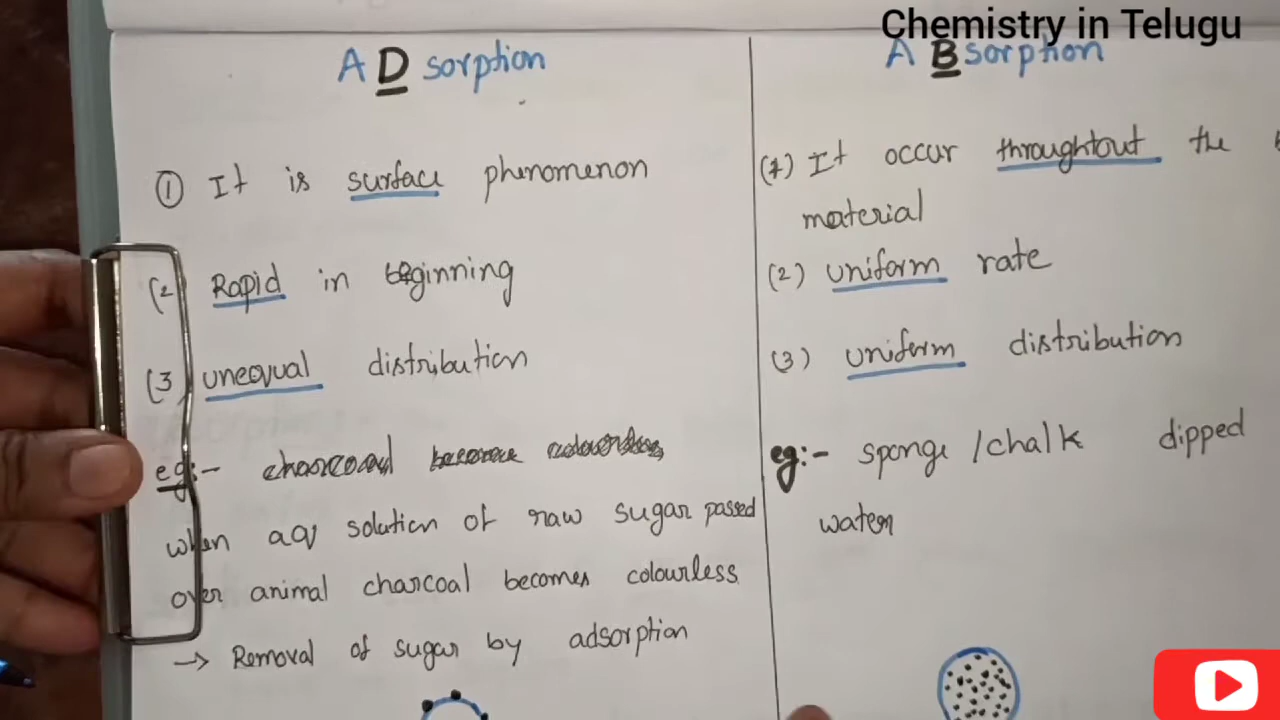 Chemistry in Telugu
ADsorption
① It is surface phenomenon
(2) Rapid in beginning
(3) unequal distribution
eg:- charcoal become colourless
when aq solution of raw sugar passed
over animal charcoal becomes colourless
→ Removal of sugar by adsorption
ABsorption
(1) It occur throughtout the
material
(2) uniform rate
(3) uniform distribution
eg:- sponge / chalk dipped
water